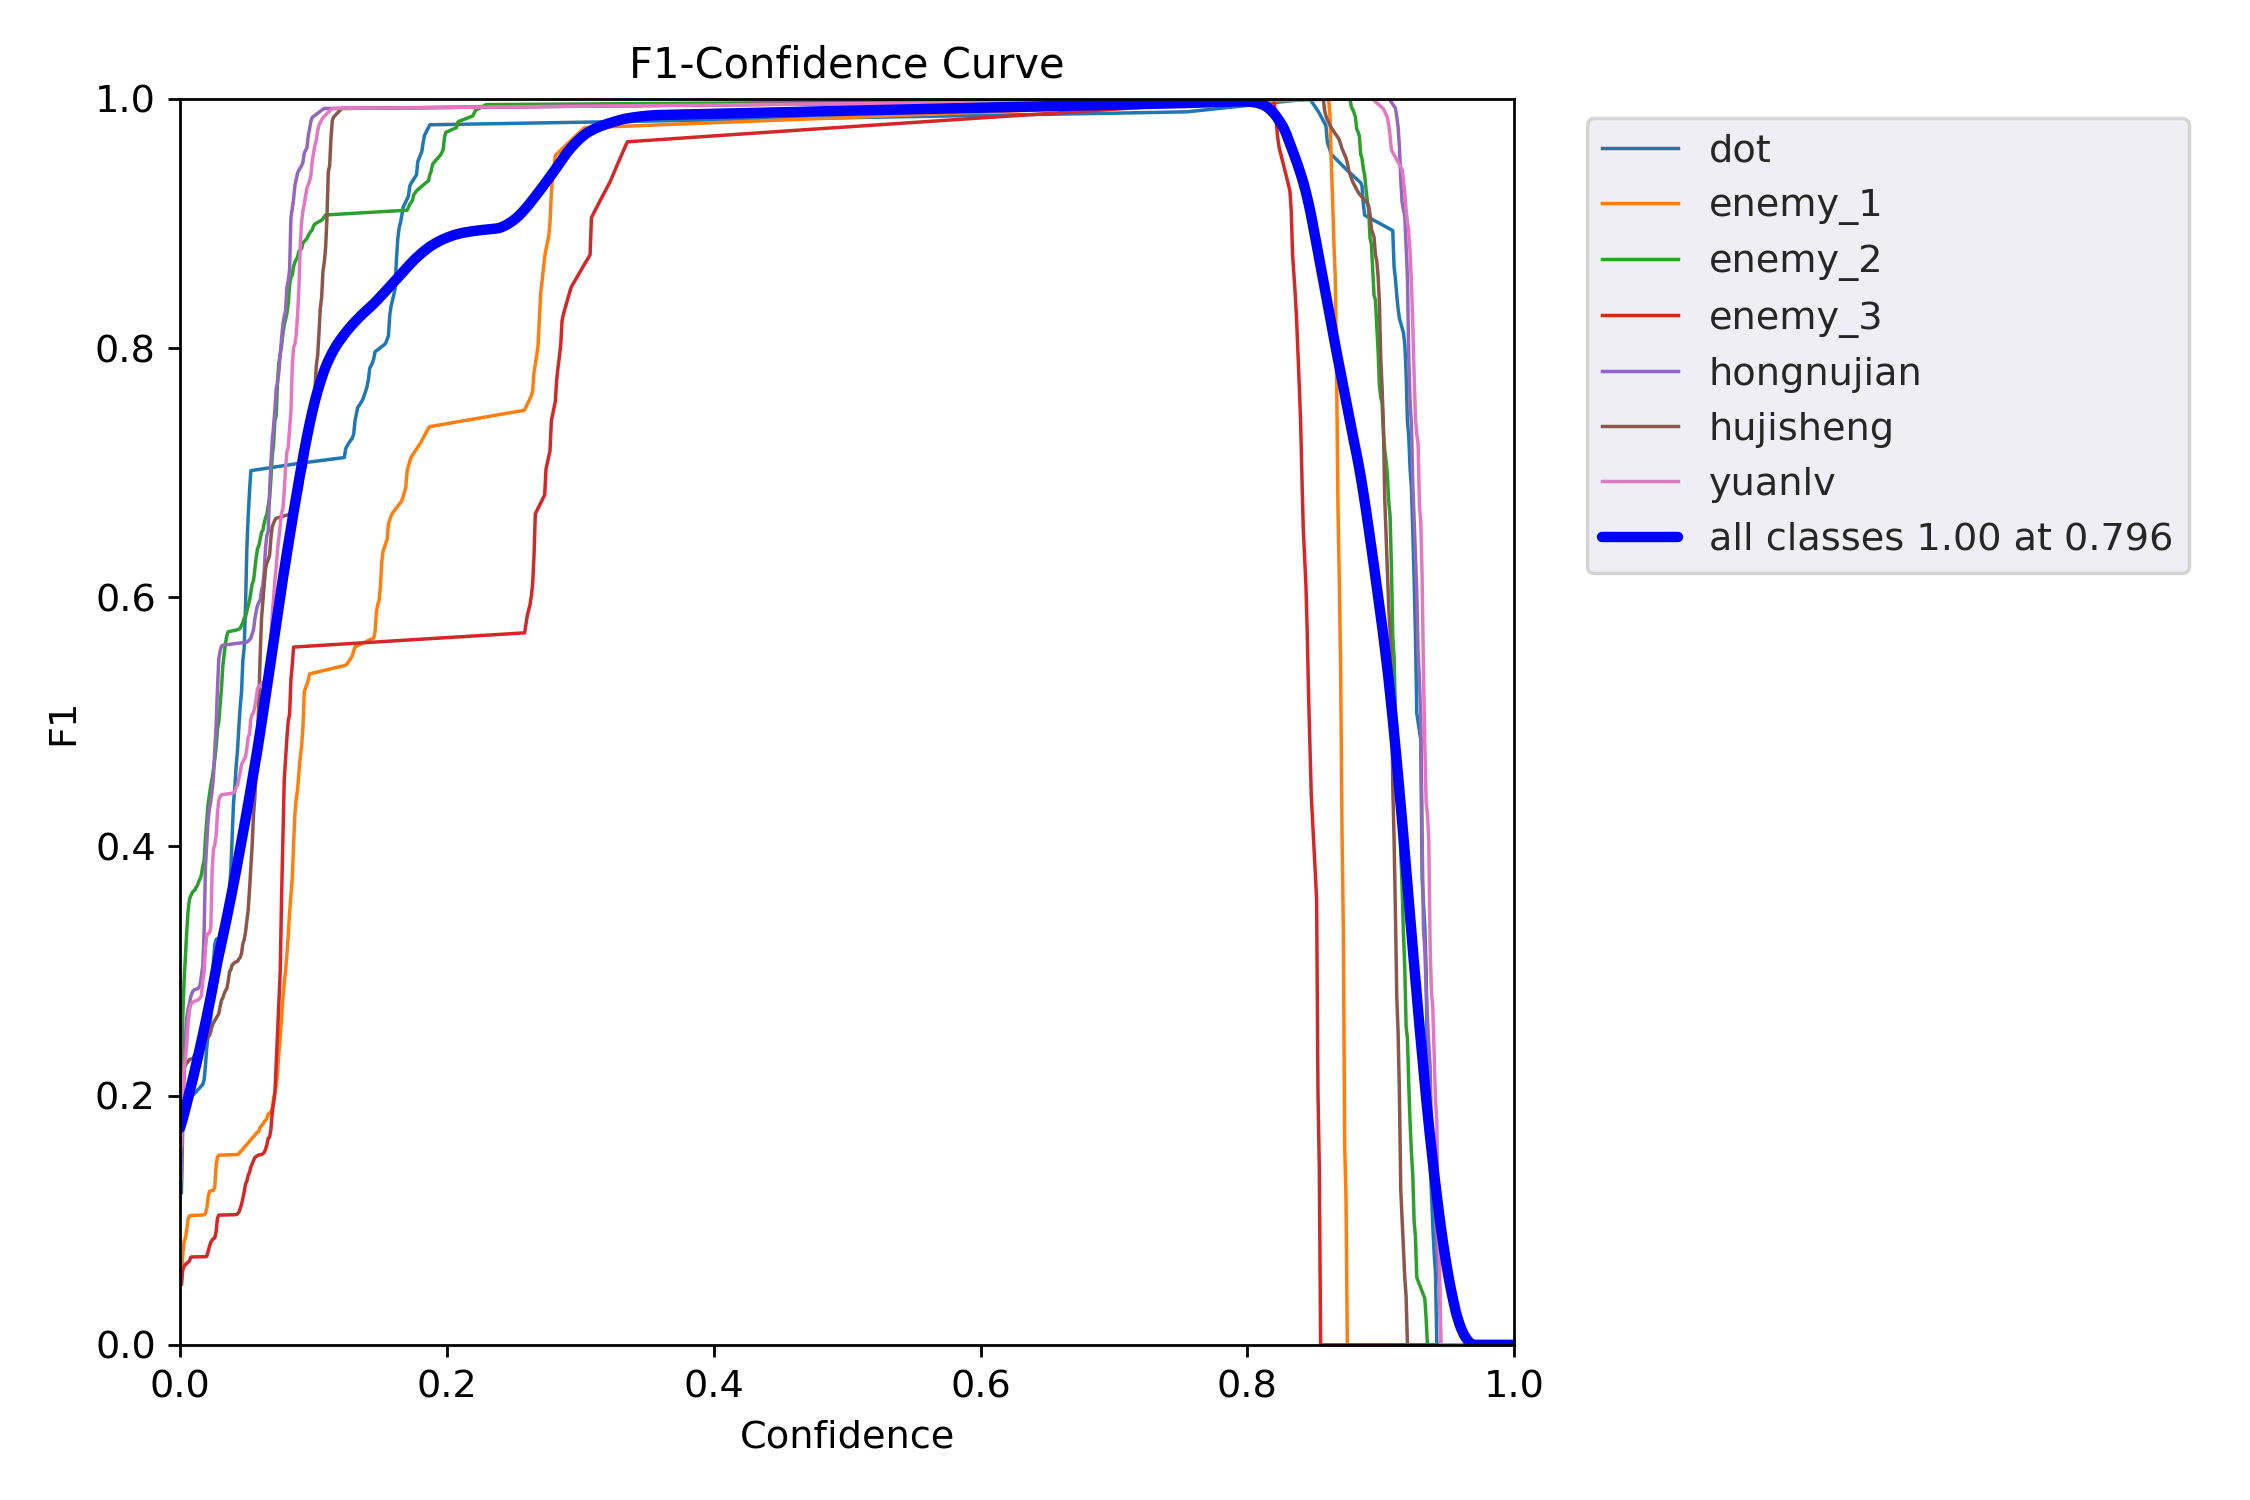 F1-Confidence Curve
1.0
0.8
0.6
0.4
0.2
0.0
F1
0.0 0.2 0.4 0.6 0.8 1.0
Confidence
dot
enemy_1
enemy_2
enemy_3
hongnujian
hujisheng
yuanlv
all classes 1.00 at 0.796